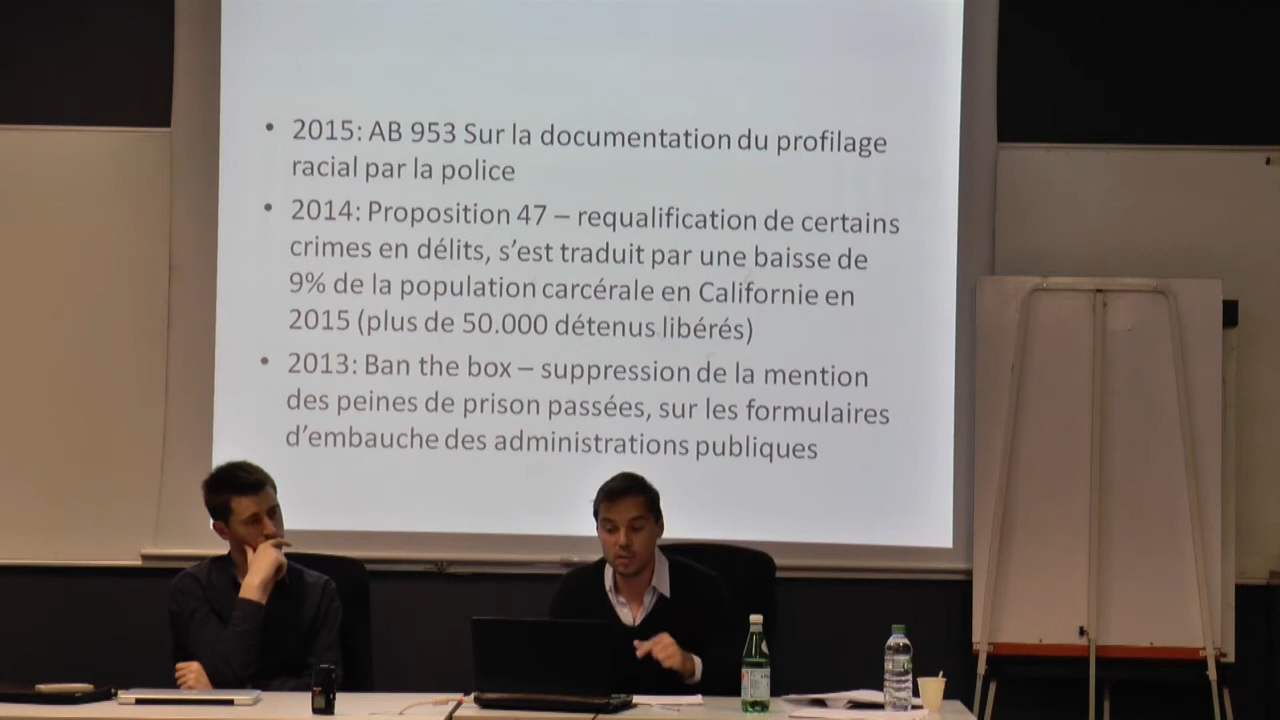 • 2015: AB 953 Sur la documentation du profilage
racial par la police
• 2014: Proposition 47 – requalification de certains
crimes en délits, s’est traduit par une baisse de
9% de la population carcérale en Californie en
2015 (plus de 50.000 détenus libérés)
• 2013: Ban the box – suppression de la mention
des peines de prison passées, sur les formulaires
d’embauche des administrations publiques